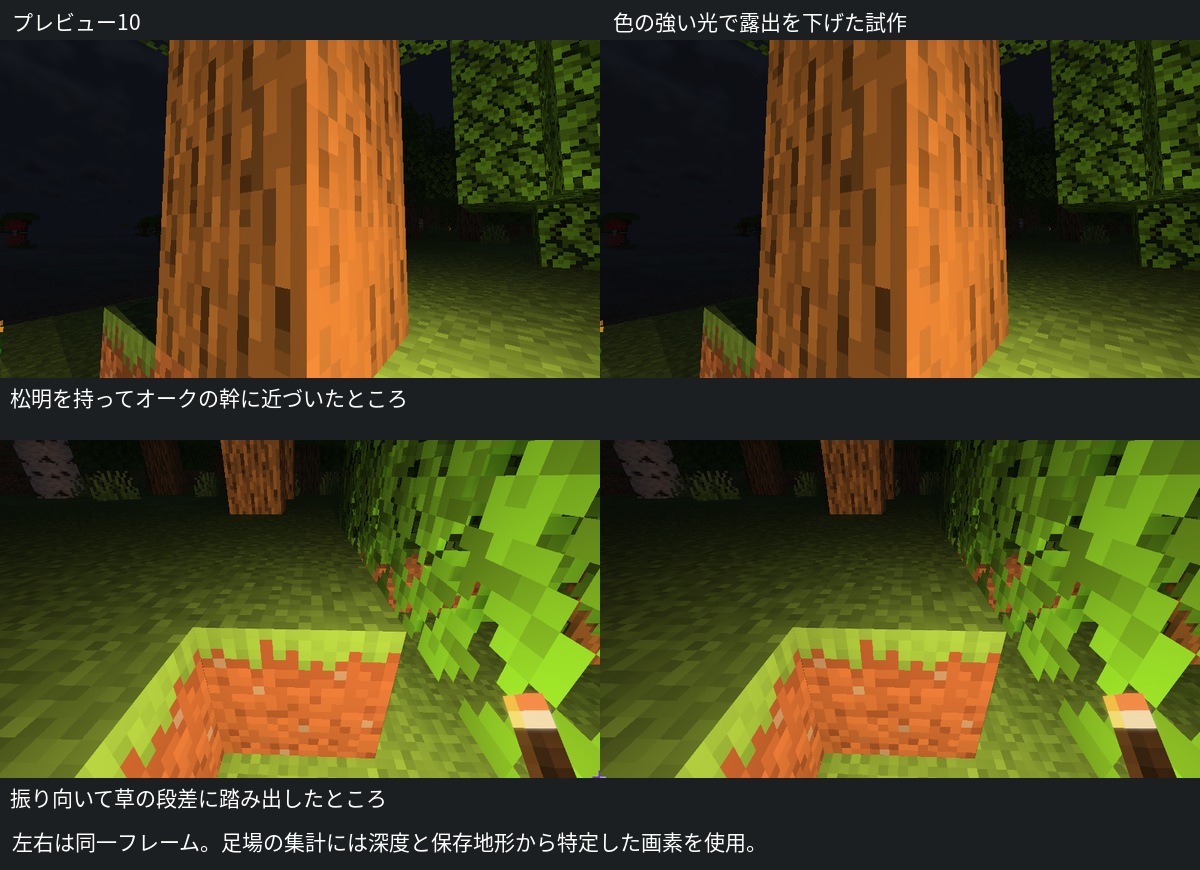 プレビュー10
色の強い光で露出を下げた試作
松明を持ってオークの幹に近づいたところ
振り向いて草の段差に踏み出したところ
左右は同一フレーム。足場の集計には深度と保存地形から特定した画素を使用。